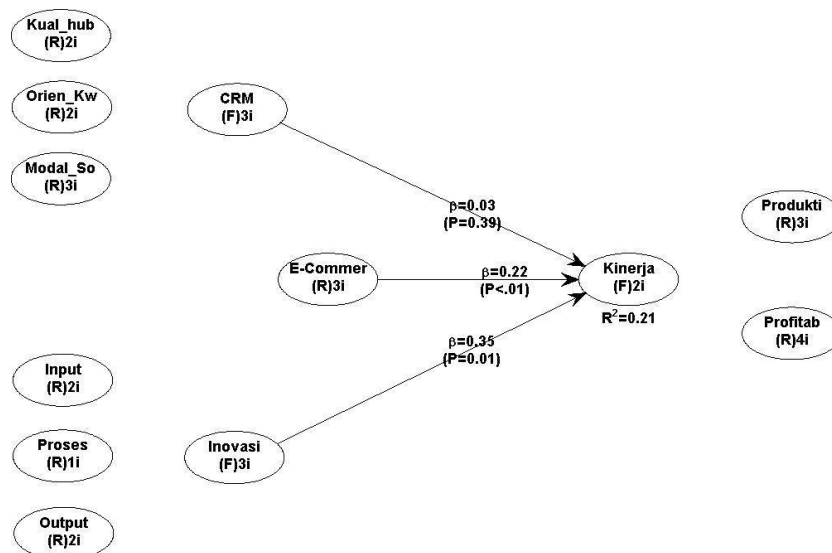 Kual_hub
(R)2i
Orien_Kw
(R)2i
CRM
(F)3i
Modal_So
(R)3i
β=0.03
(P=0.39)
Produkti
(R)3i
E-Commer
(R)3i
β=0.22
(P<.01)
Kinerja
(F)2i
R²=0.21
Profitab
(R)4i
β=0.35
(P=0.01)
Input
(R)2i
Proses
(R)1i
Inovasi
(F)3i
Output
(R)2i